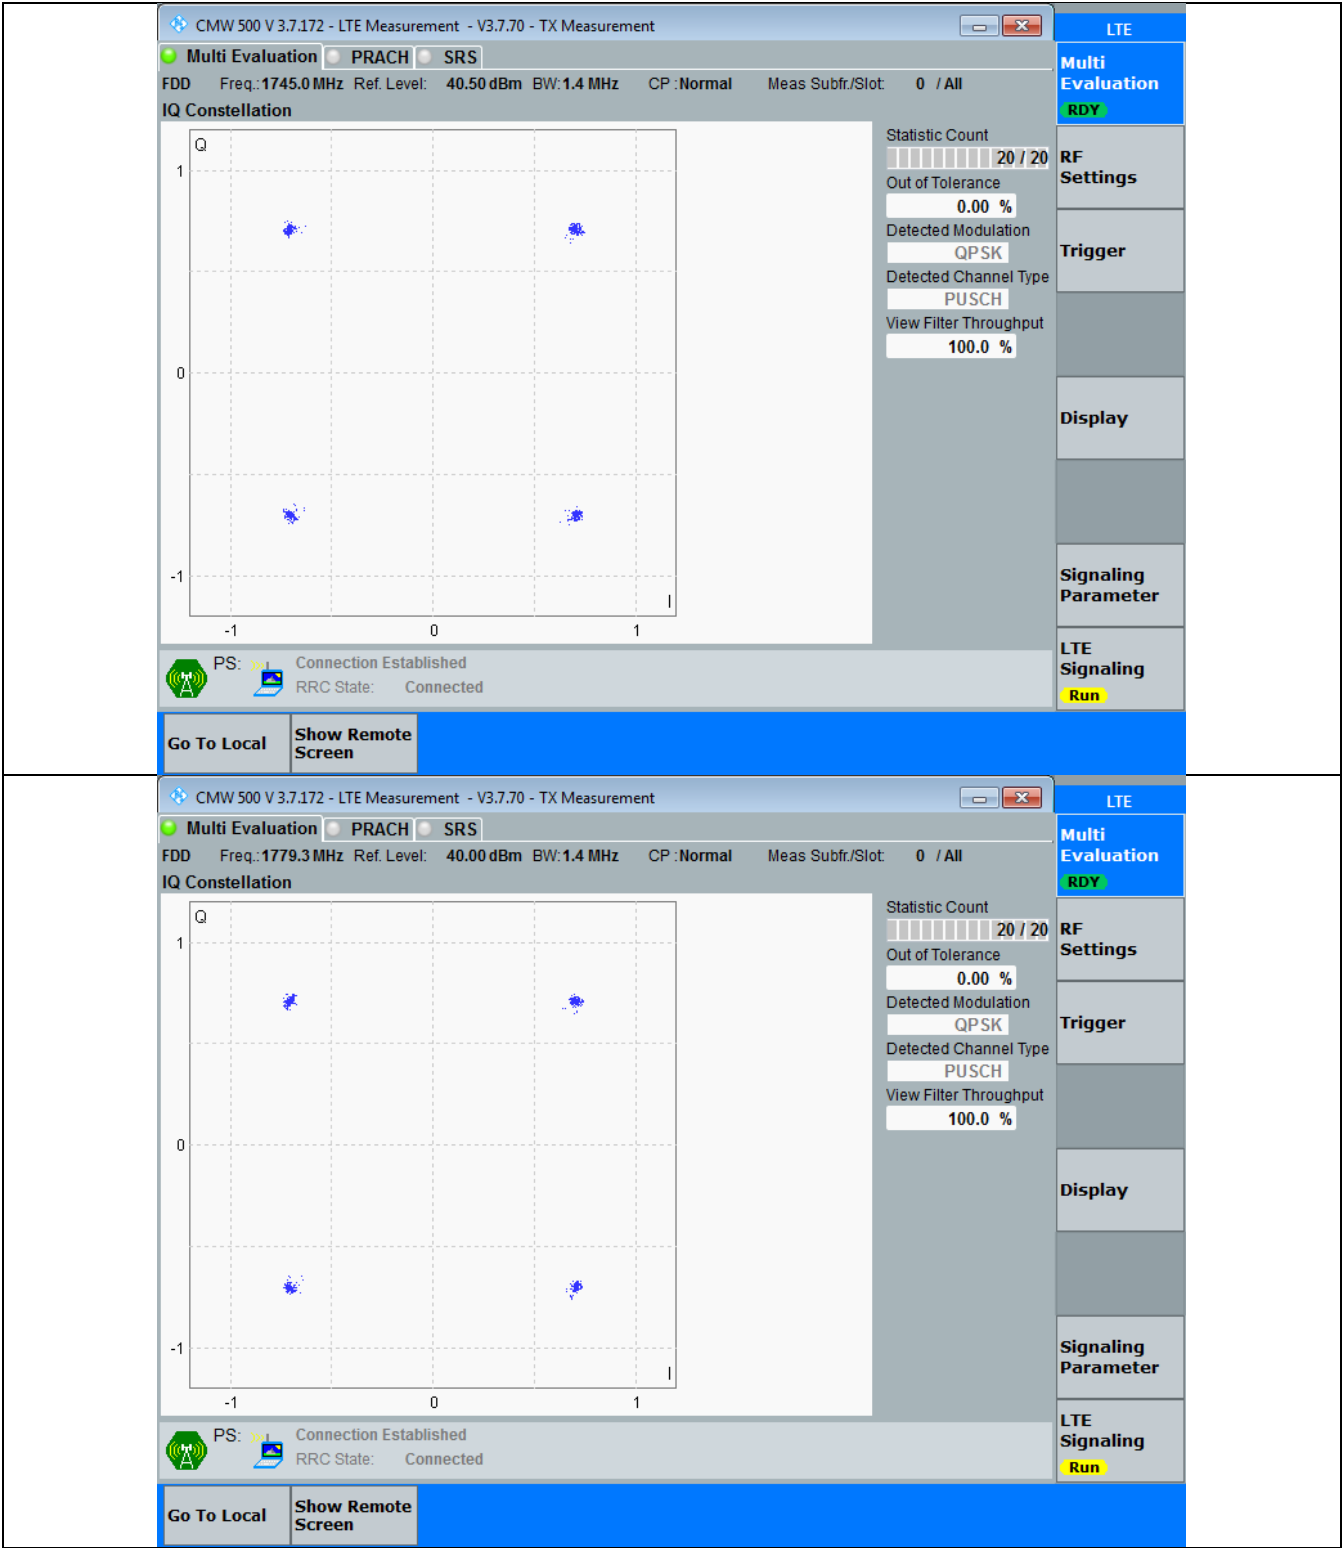 CMW 500 V 3.7.172 - LTE Measurement - V3.7.70 - TX Measurement
LTE
Multi Evaluation PRACH SRS
FDD Freq.:1745.0 MHz Ref. Level: 40.50 dBm BW:1.4 MHz CP :Normal Meas Subfr./Slot: 0 / All
IQ Constellation
Q
1
0
-1
I
-1 0 1
Statistic Count
20 / 20
Out of Tolerance
0.00 %
Detected Modulation
QPSK
Detected Channel Type
PUSCH
View Filter Throughput
100.0 %
Multi
Evaluation
RDY
RF
Settings
Trigger
Display
Signaling
Parameter
LTE
Signaling
Run
PS: Connection Established
RRC State: Connected
Go To Local
Show Remote
Screen
CMW 500 V 3.7.172 - LTE Measurement - V3.7.70 - TX Measurement
LTE
Multi Evaluation PRACH SRS
FDD Freq.:1779.3 MHz Ref. Level: 40.00 dBm BW:1.4 MHz CP :Normal Meas Subfr./Slot: 0 / All
IQ Constellation
Q
1
0
-1
I
-1 0 1
Statistic Count
20 / 20
Out of Tolerance
0.00 %
Detected Modulation
QPSK
Detected Channel Type
PUSCH
View Filter Throughput
100.0 %
Multi
Evaluation
RDY
RF
Settings
Trigger
Display
Signaling
Parameter
LTE
Signaling
Run
PS: Connection Established
RRC State: Connected
Go To Local
Show Remote
Screen